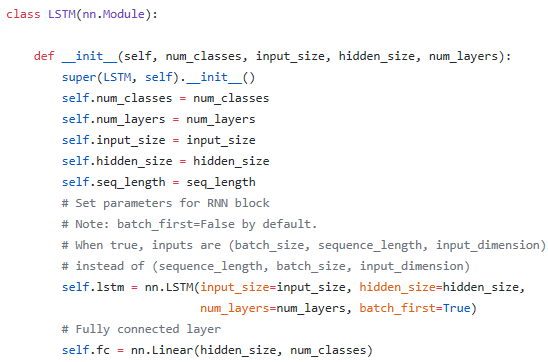 class LSTM(nn.Module):
def __init__(self, num_classes, input_size, hidden_size, num_layers):
super(LSTM, self).__init__()
self.num_classes = num_classes
self.num_layers = num_layers
self.input_size = input_size
self.hidden_size = hidden_size
self.seq_length = seq_length
# Set parameters for RNN block
# Note: batch_first=False by default.
# When true, inputs are (batch_size, sequence_length, input_dimension)
# instead of (sequence_length, batch_size, input_dimension)
self.lstm = nn.LSTM(input_size=input_size, hidden_size=hidden_size,
num_layers=num_layers, batch_first=True)
# Fully connected layer
self.fc = nn.Linear(hidden_size, num_classes)